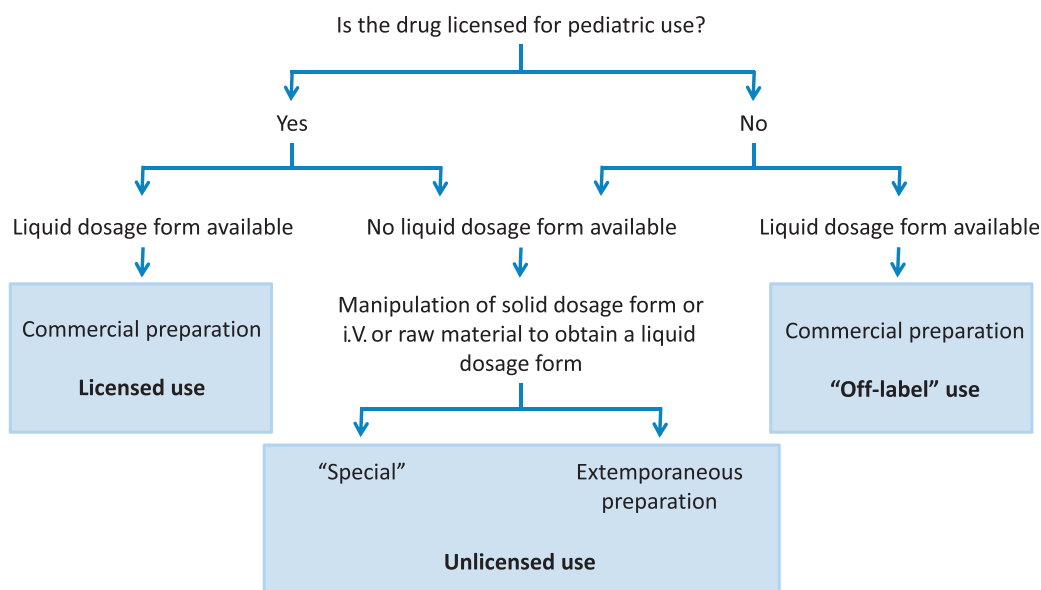 Is the drug licensed for pediatric use?
Yes
No
Liquid dosage form available
No liquid dosage form available
Liquid dosage form available
Commercial preparation
Licensed use
Manipulation of solid dosage form or
i.V. or raw material to obtain a liquid
dosage form
Commercial preparation
“Off-label” use
“Special”
Extemporaneous
preparation
Unlicensed use